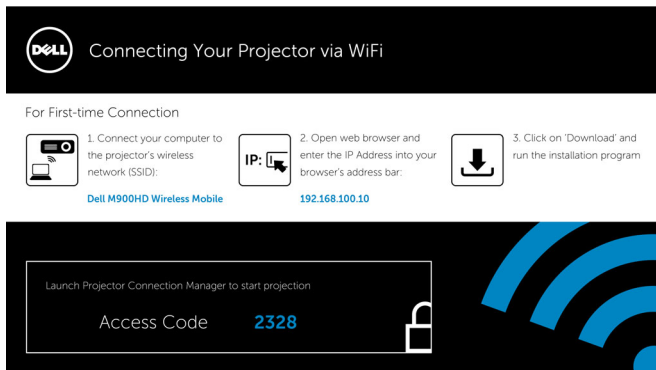 DELL
Connecting Your Projector via WiFi
For First-time Connection
1. Connect your computer to
the projector's wireless
network (SSID):
Dell M900HD Wireless Mobile
IP:
2. Open web browser and
enter the IP Address into your
browser's address bar:
192.168.100.10
3. Click on 'Download' and
run the installation program
Launch Projector Connection Manager to start projection
Access Code 2328